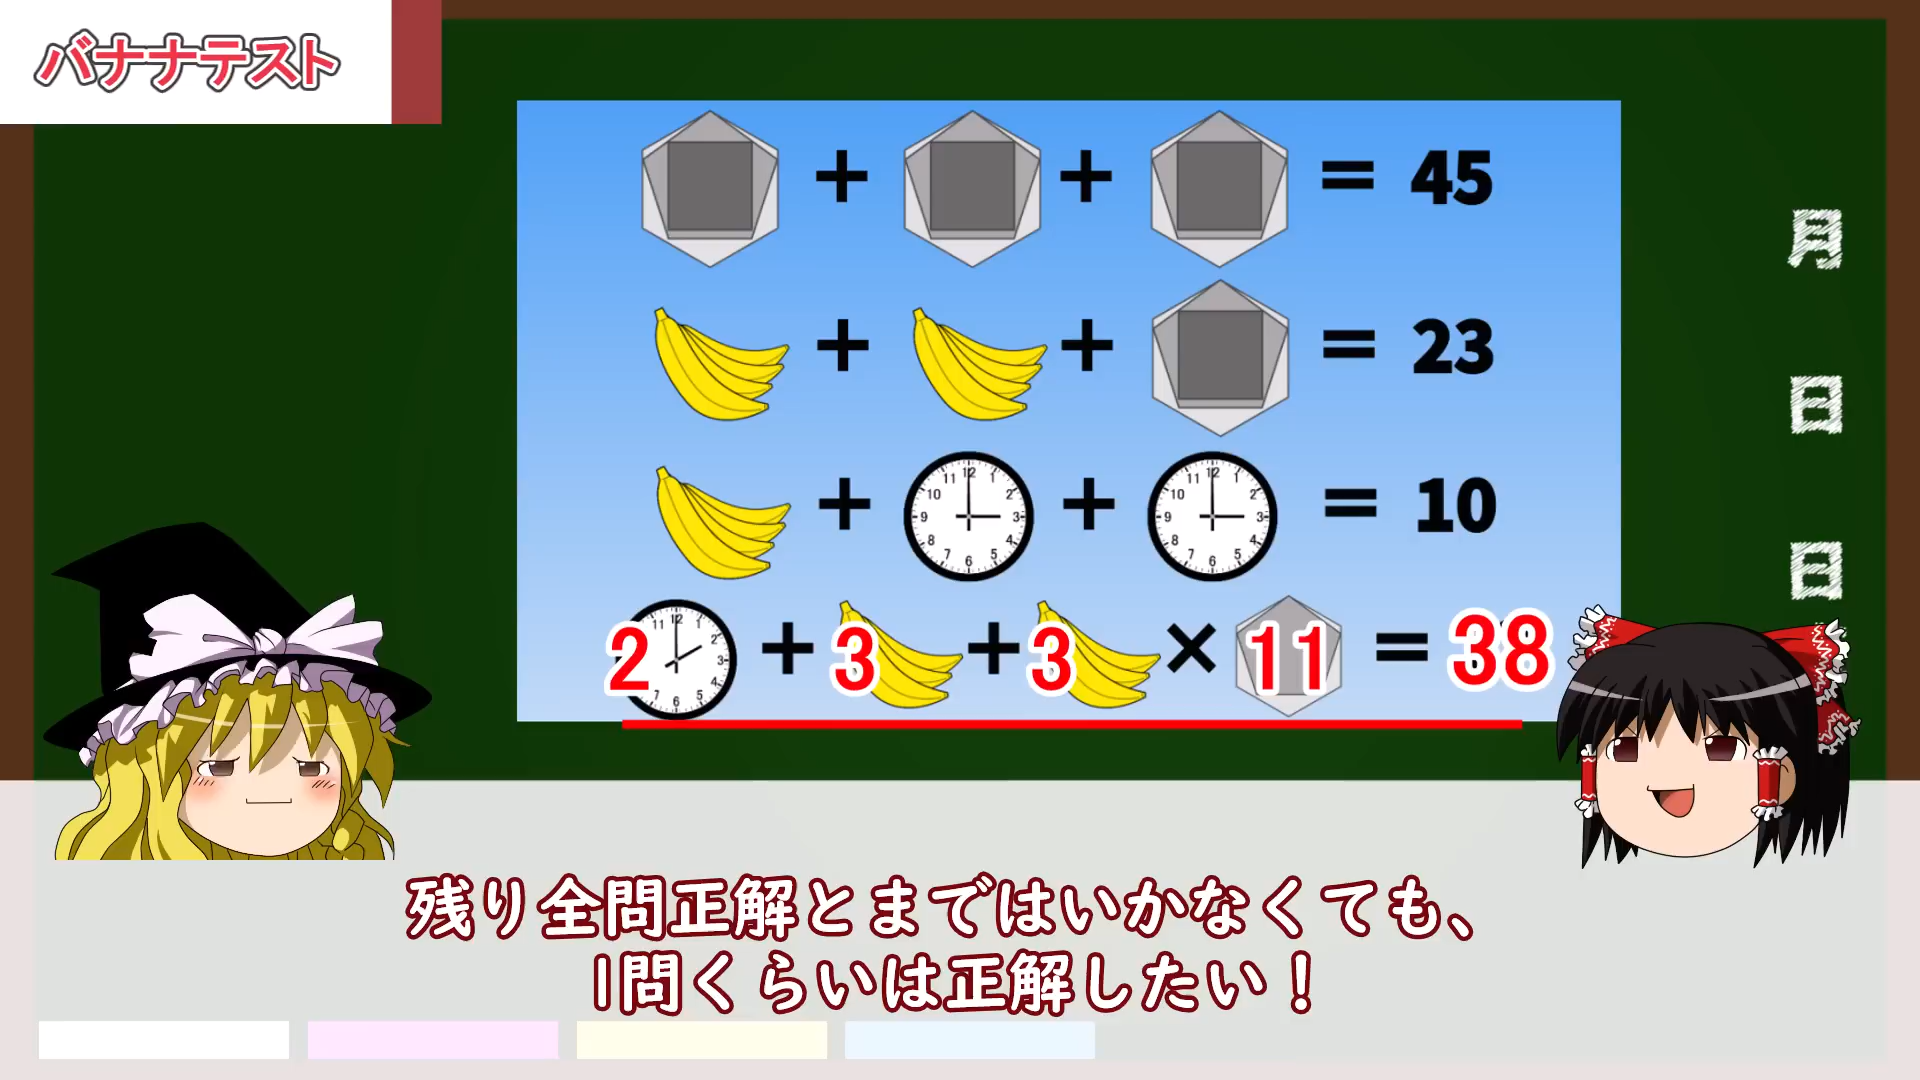 バナナテスト
+ + = 45
+ + = 23
+ + = 10
2 + 3 + 3 × 11 = 38
月
日
日
残り全問正解とまではいかなくても、
1問くらいは正解したい！